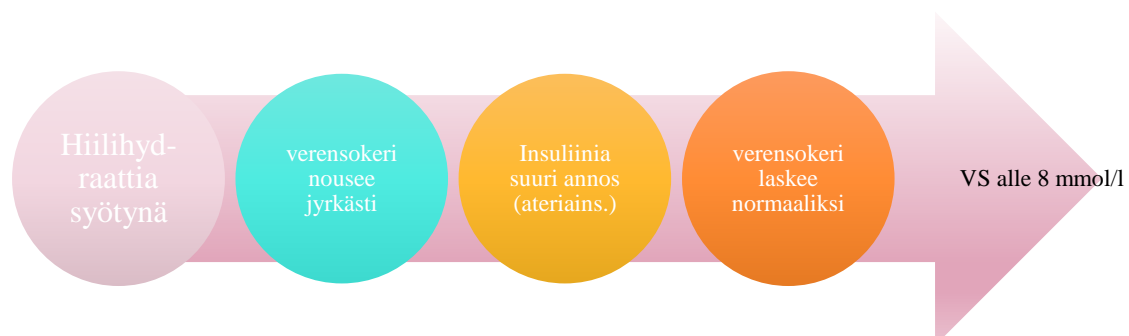 Hiilihyd-
raattia
syötynä
verensokeri
nousee
jyrkästi
Insuliinia
suuri annos
(ateriains.)
verensokeri
laskee
normaaliksi
VS alle 8 mmol/l